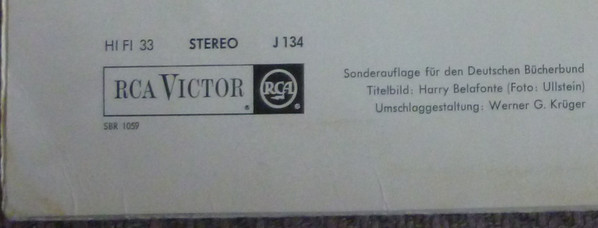 HI FI 33 STEREO J 134
RCA VICTOR RCA
SBR 1059
Sonderauflage für den Deutschen Bücherbund
Titelbild: Harry Belafonte (Foto: Ullstein)
Umschlaggestaltung: Werner G. Krüger